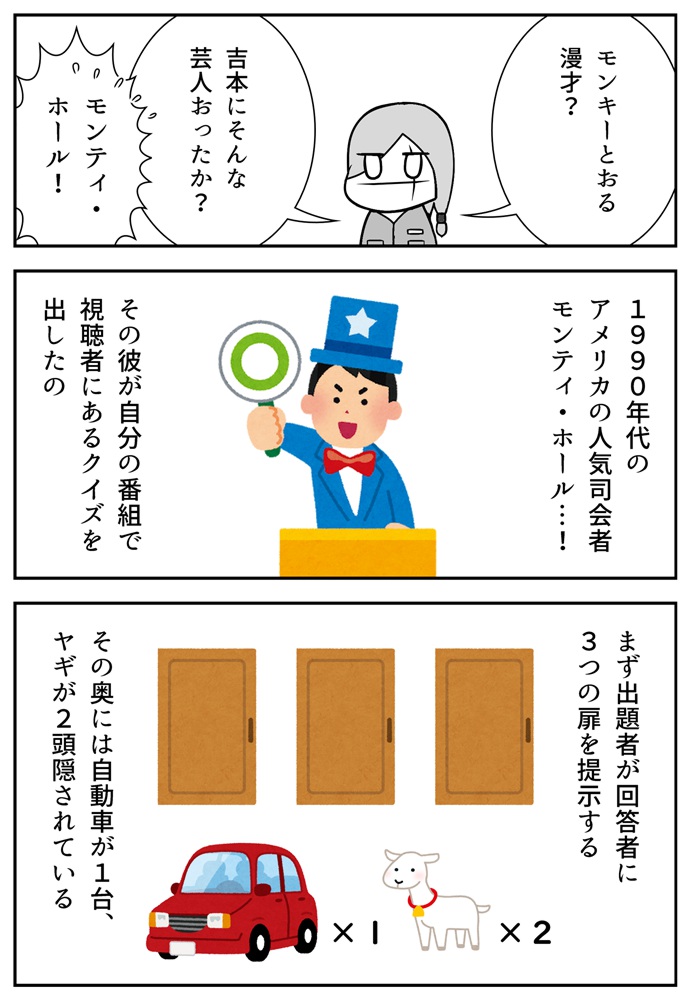 モンキーとおる
漫才？
吉本にそんな
芸人おったか？
モンティ・
ホール！
１９９０年代の
アメリカの人気司会者
モンティ・ホール…！
その彼が自分の番組で
視聴者にあるクイズを
出したの
まず出題者が回答者に
３つの扉を提示する
その奥には自動車が１台、
ヤギが２頭隠されている
×１
×２